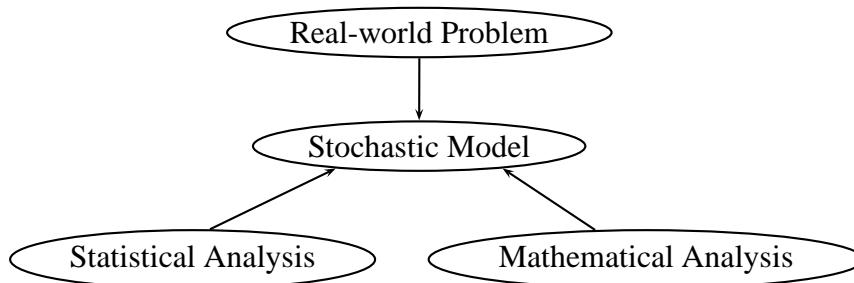 Real-world Problem
Stochastic Model
Statistical Analysis
Mathematical Analysis